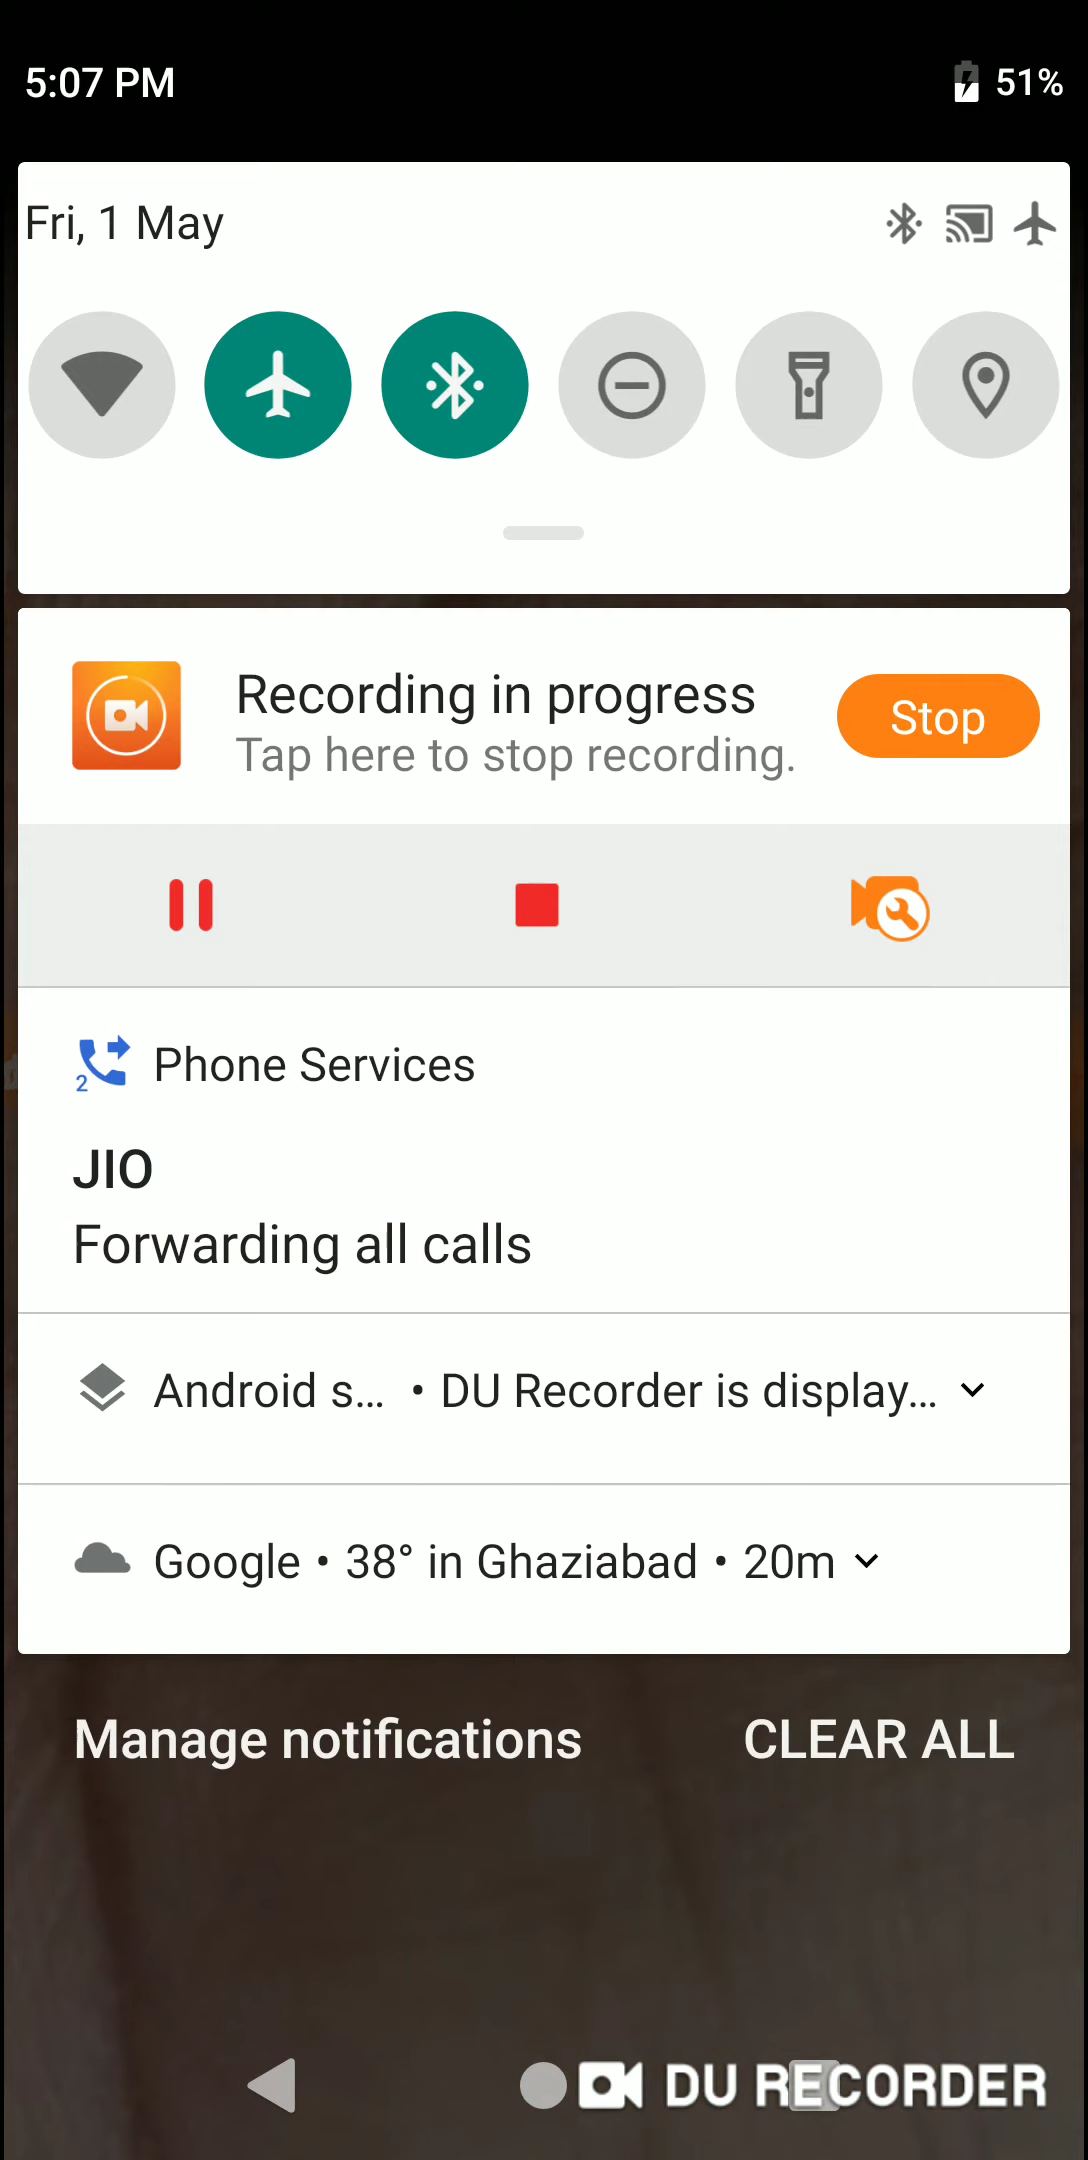 5:07 PM 51%
Fri, 1 May
Recording in progress
Tap here to stop recording.
Stop
2 Phone Services
JIO
Forwarding all calls
Android s... • DU Recorder is display...
Google • 38° in Ghaziabad • 20m
Manage notifications CLEAR ALL
DU RECORDER